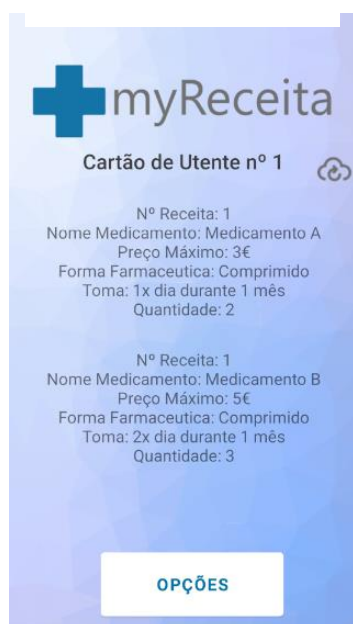 myReceita
Cartão de Utente nº 1
Nº Receita: 1
Nome Medicamento: Medicamento A
Preço Máximo: 3€
Forma Farmaceutica: Comprimido
Toma: 1x dia durante 1 mês
Quantidade: 2
Nº Receita: 1
Nome Medicamento: Medicamento B
Preço Máximo: 5€
Forma Farmaceutica: Comprimido
Toma: 2x dia durante 1 mês
Quantidade: 3
OPÇÕES